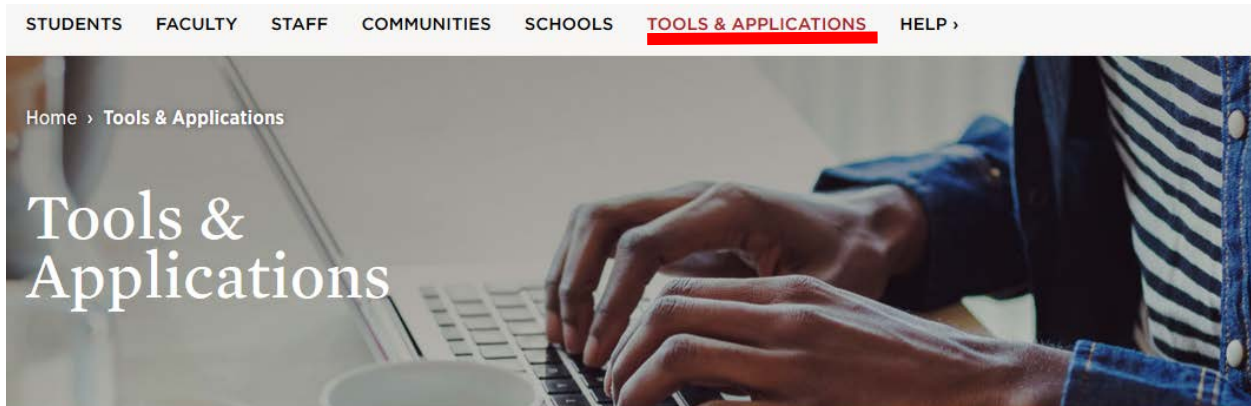 STUDENTS FACULTY STAFF COMMUNITIES SCHOOLS TOOLS & APPLICATIONS HELP ›
Home › Tools & Applications
Tools &
Applications